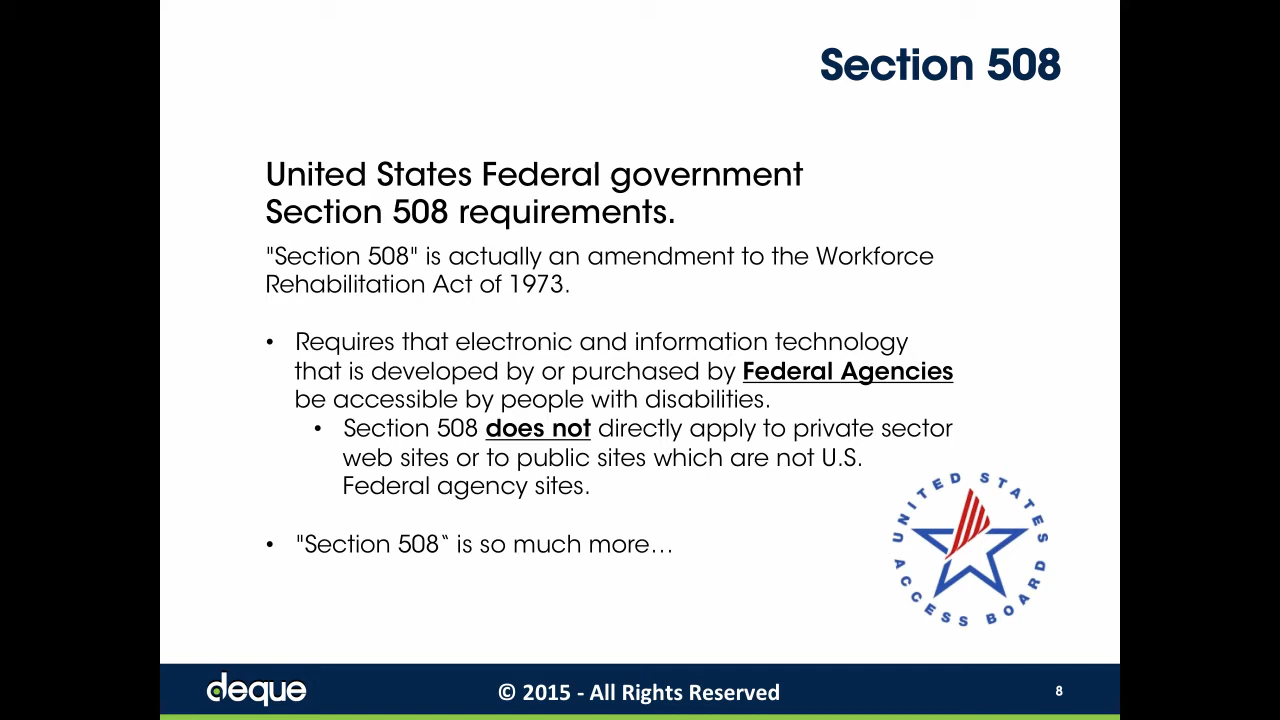 Section 508
United States Federal government
Section 508 requirements.
"Section 508" is actually an amendment to the Workforce
Rehabilitation Act of 1973.
• Requires that electronic and information technology
that is developed by or purchased by Federal Agencies
be accessible by people with disabilities.
• Section 508 does not directly apply to private sector
web sites or to public sites which are not U.S.
Federal agency sites.
• "Section 508‵ is so much more…
UNITED STATES
ACCESS BOARD
deque
© 2015 - All Rights Reserved
8